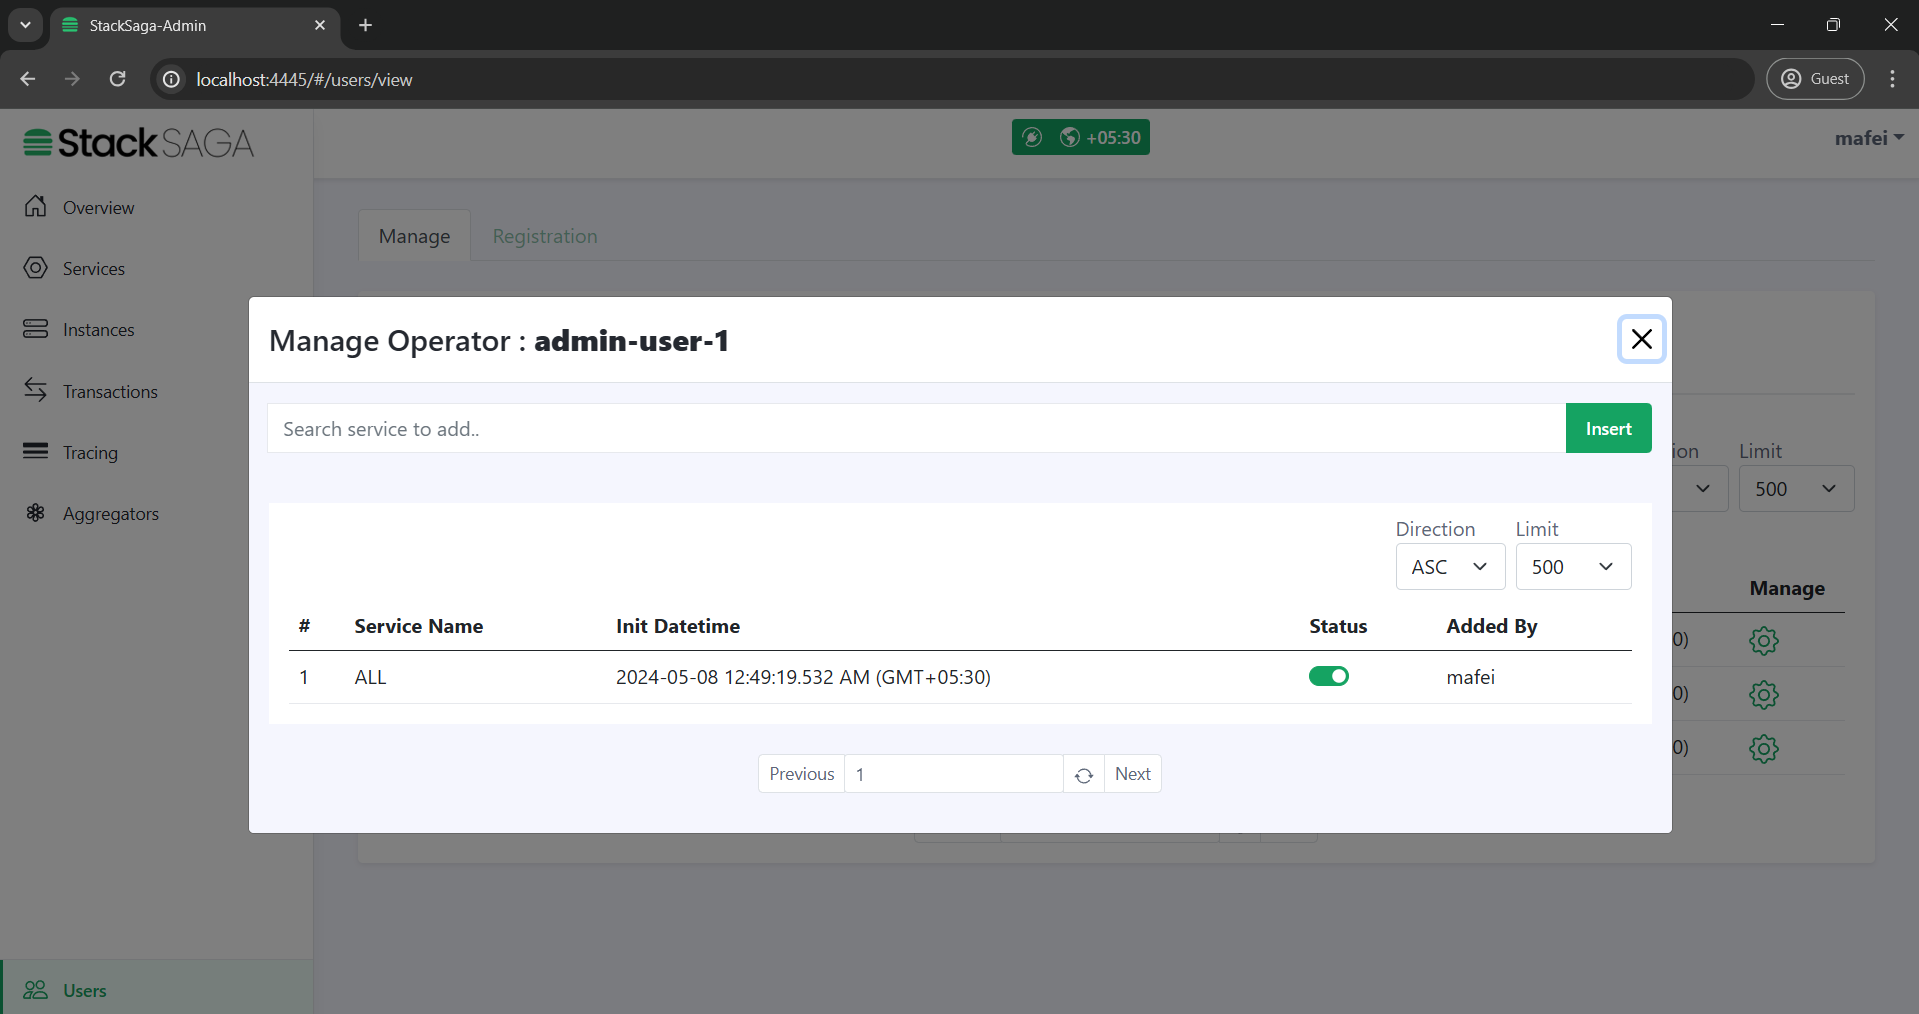 StackSaga-Admin
localhost:4445/#/users/view
Guest
StackSAGA
+05:30
mafei
Overview
Services
Instances
Transactions
Tracing
Aggregators
Users
Manage
Registration
Manage Operator : admin-user-1
Search service to add..
Insert
Direction
Limit
ASC
500
# Service Name Init Datetime Status Added By
1 ALL 2024-05-08 12:49:19.532 AM (GMT+05:30) mafei
Previous 1 Next
ion
Limit
500
Manage
0)
0)
0)